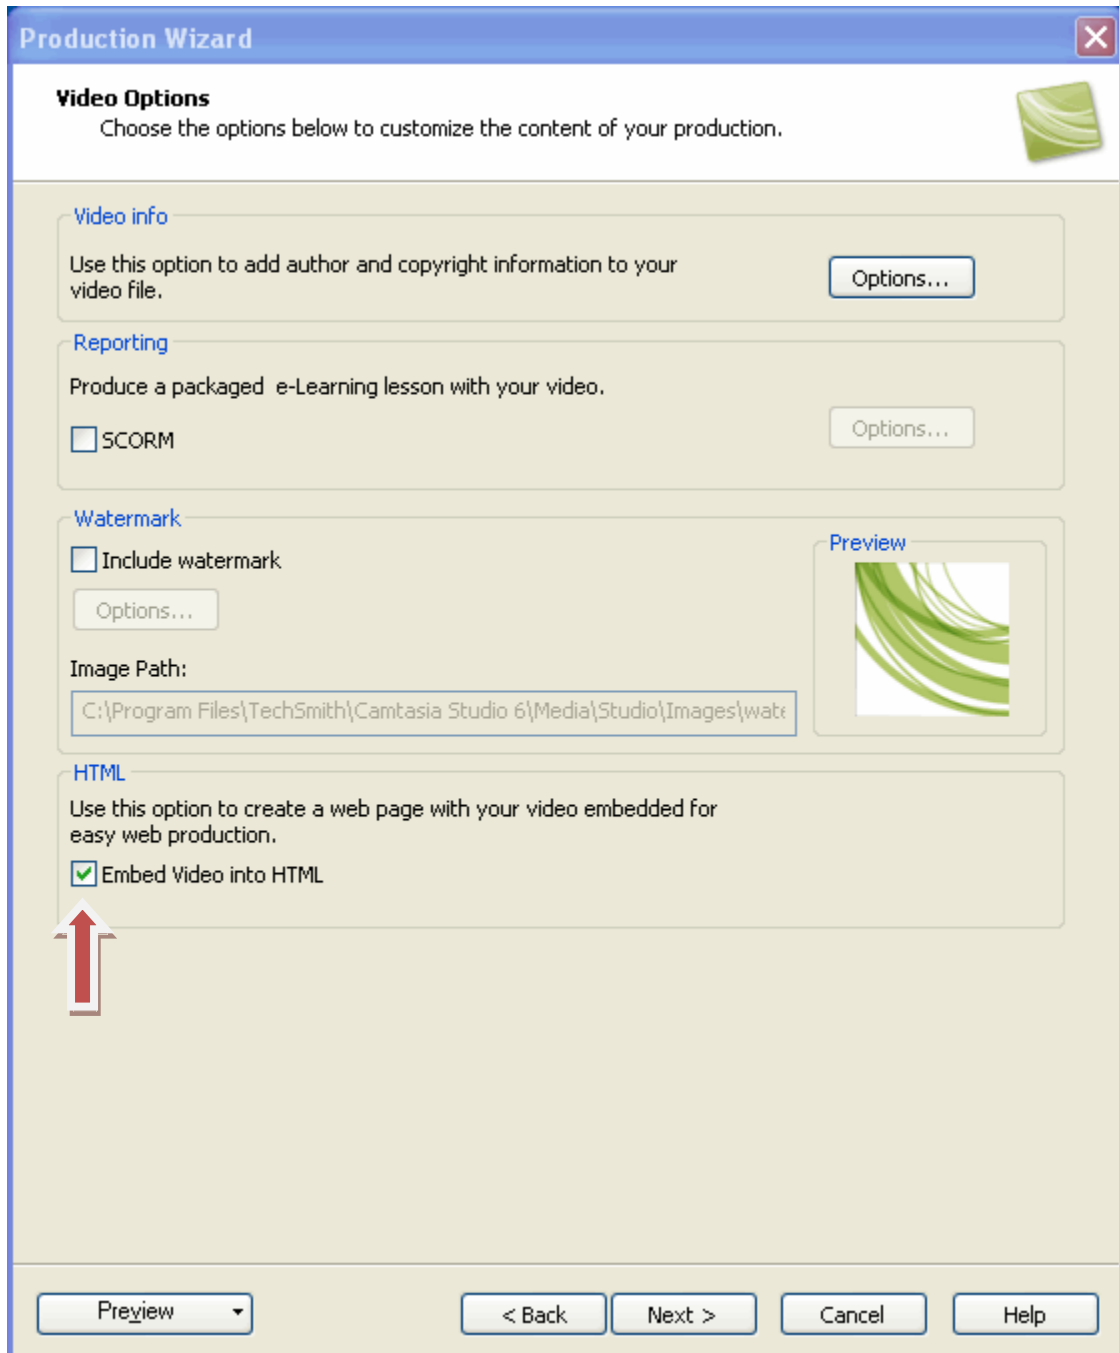 Production Wizard
Video Options
Choose the options below to customize the content of your production.
Video info
Use this option to add author and copyright information to your
video file.
Options...
Reporting
Produce a packaged e-Learning lesson with your video.
SCORM
Options...
Watermark
Include watermark
Options...
Preview
Image Path:
C:\Program Files\TechSmith\Camtasia Studio 6\Media\Studio\Images\wate
HTML
Use this option to create a web page with your video embedded for
easy web production.
Embed Video into HTML
Preview
< Back
Next >
Cancel
Help